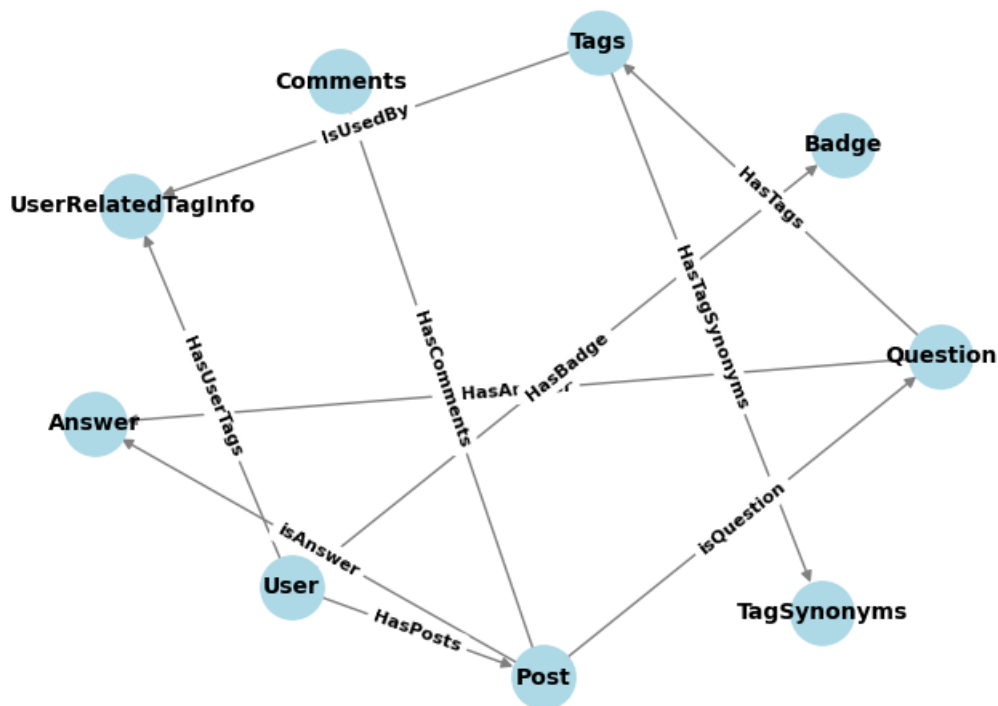 Tags
Comments
IsUsedBy
Badge
HasTags
UserRelatedTagInfo
HasTagSynonyms
HasComments
HasUserTags
HasBadge
Question
Answer
isQuestion
isAnswer
User
TagSynonyms
HasPosts
Post